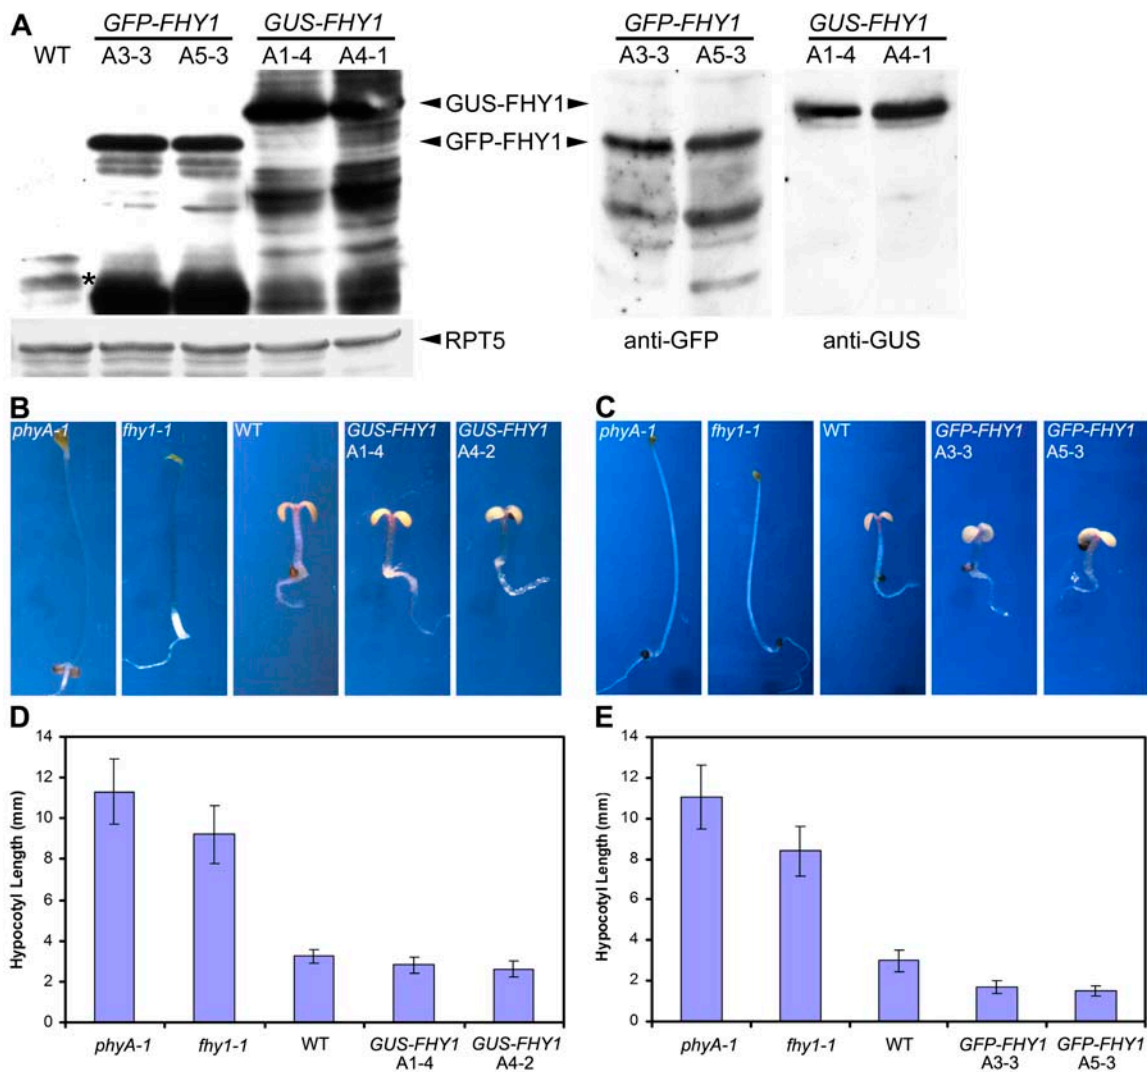 A
GFP-FHY1
GUS-FHY1
WT
A3-3
A5-3
A1-4
A4-1
GUS-FHY1
GFP-FHY1
*
RPT5
GFP-FHY1
GUS-FHY1
A3-3
A5-3
A1-4
A4-1
anti-GFP
anti-GUS
B
phyA-1
fhy1-1
WT
GUS-FHY1
A1-4
GUS-FHY1
A4-2
C
phyA-1
fhy1-1
WT
GFP-FHY1
A3-3
GFP-FHY1
A5-3
D
Hypocotyl Length (mm)
14
12
10
8
6
4
2
0
phyA-1
fhy1-1
WT
GUS-FHY1
A1-4
GUS-FHY1
A4-2
E
Hypocotyl Length (mm)
14
12
10
8
6
4
2
0
phyA-1
fhy1-1
WT
GFP-FHY1
A3-3
GFP-FHY1
A5-3